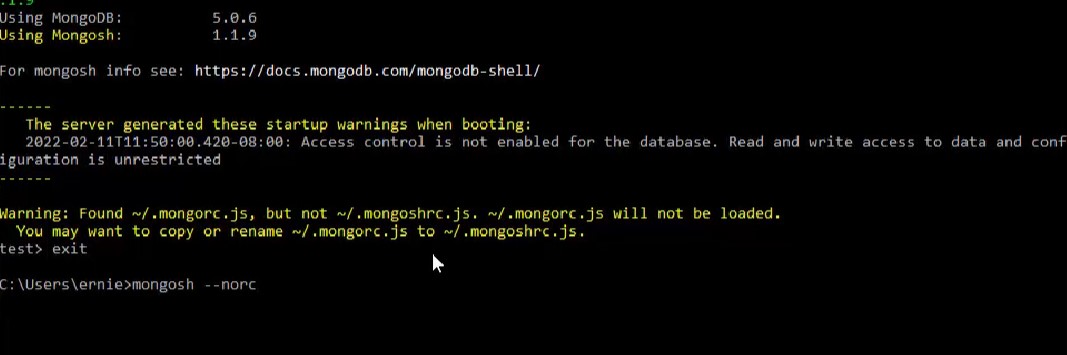 .1.9
Using MongoDB: 5.0.6
Using Mongosh: 1.1.9
For mongosh info see: https://docs.mongodb.com/mongodb-shell/
------
The server generated these startup warnings when booting:
2022-02-11T11:50:00.420-08:00: Access control is not enabled for the database. Read and write access to data and conf
iguration is unrestricted
------
Warning: Found ~/.mongorc.js, but not ~/.mongoshrc.js. ~/.mongorc.js will not be loaded.
You may want to copy or rename ~/.mongorc.js to ~/.mongoshrc.js.
test> exit
C:\Users\ernie>mongosh --norc